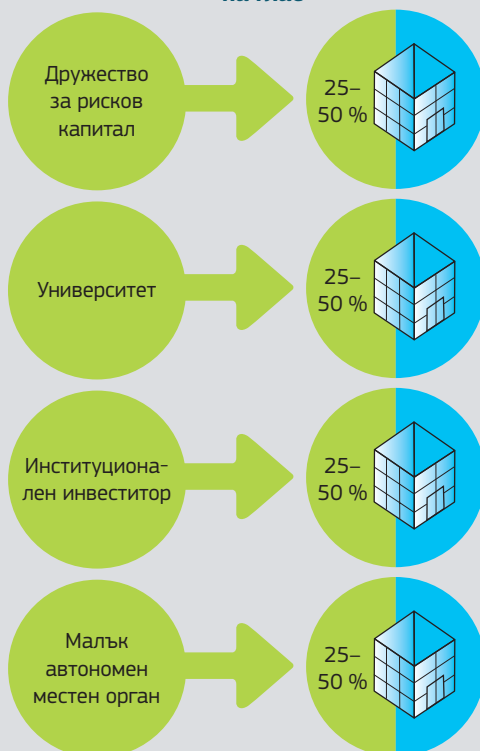 Дружество
за рисков
капитал
25–
50 %
Университет
25–
50 %
Институциона-
лен инвеститор
25–
50 %
Малък
автономен
местен орган
25–
50 %